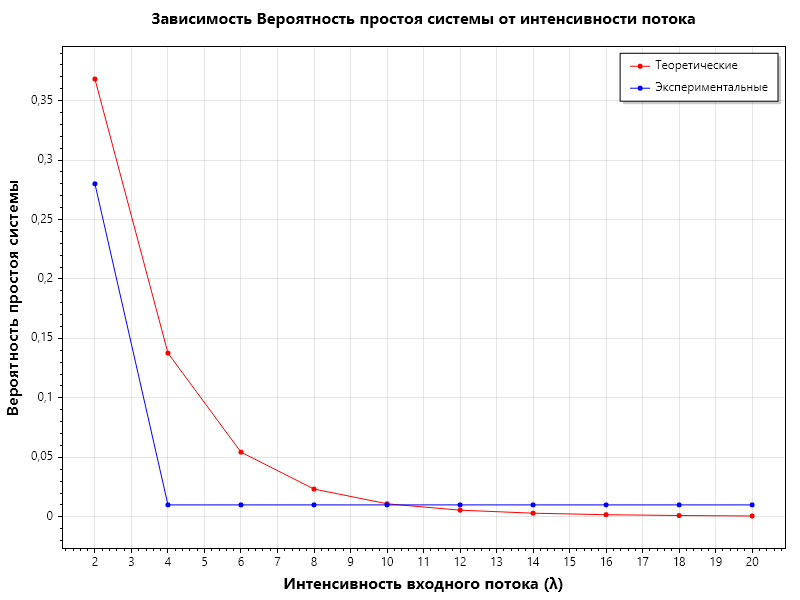 Зависимость Вероятность простоя системы от интенсивности потока
Теоретические
Экспериментальные
Вероятность простоя системы
0,35
0,3
0,25
0,2
0,15
0,1
0,05
0
2 3 4 5 6 7 8 9 10 11 12 13 14 15 16 17 18 19 20
Интенсивность входного потока (λ)